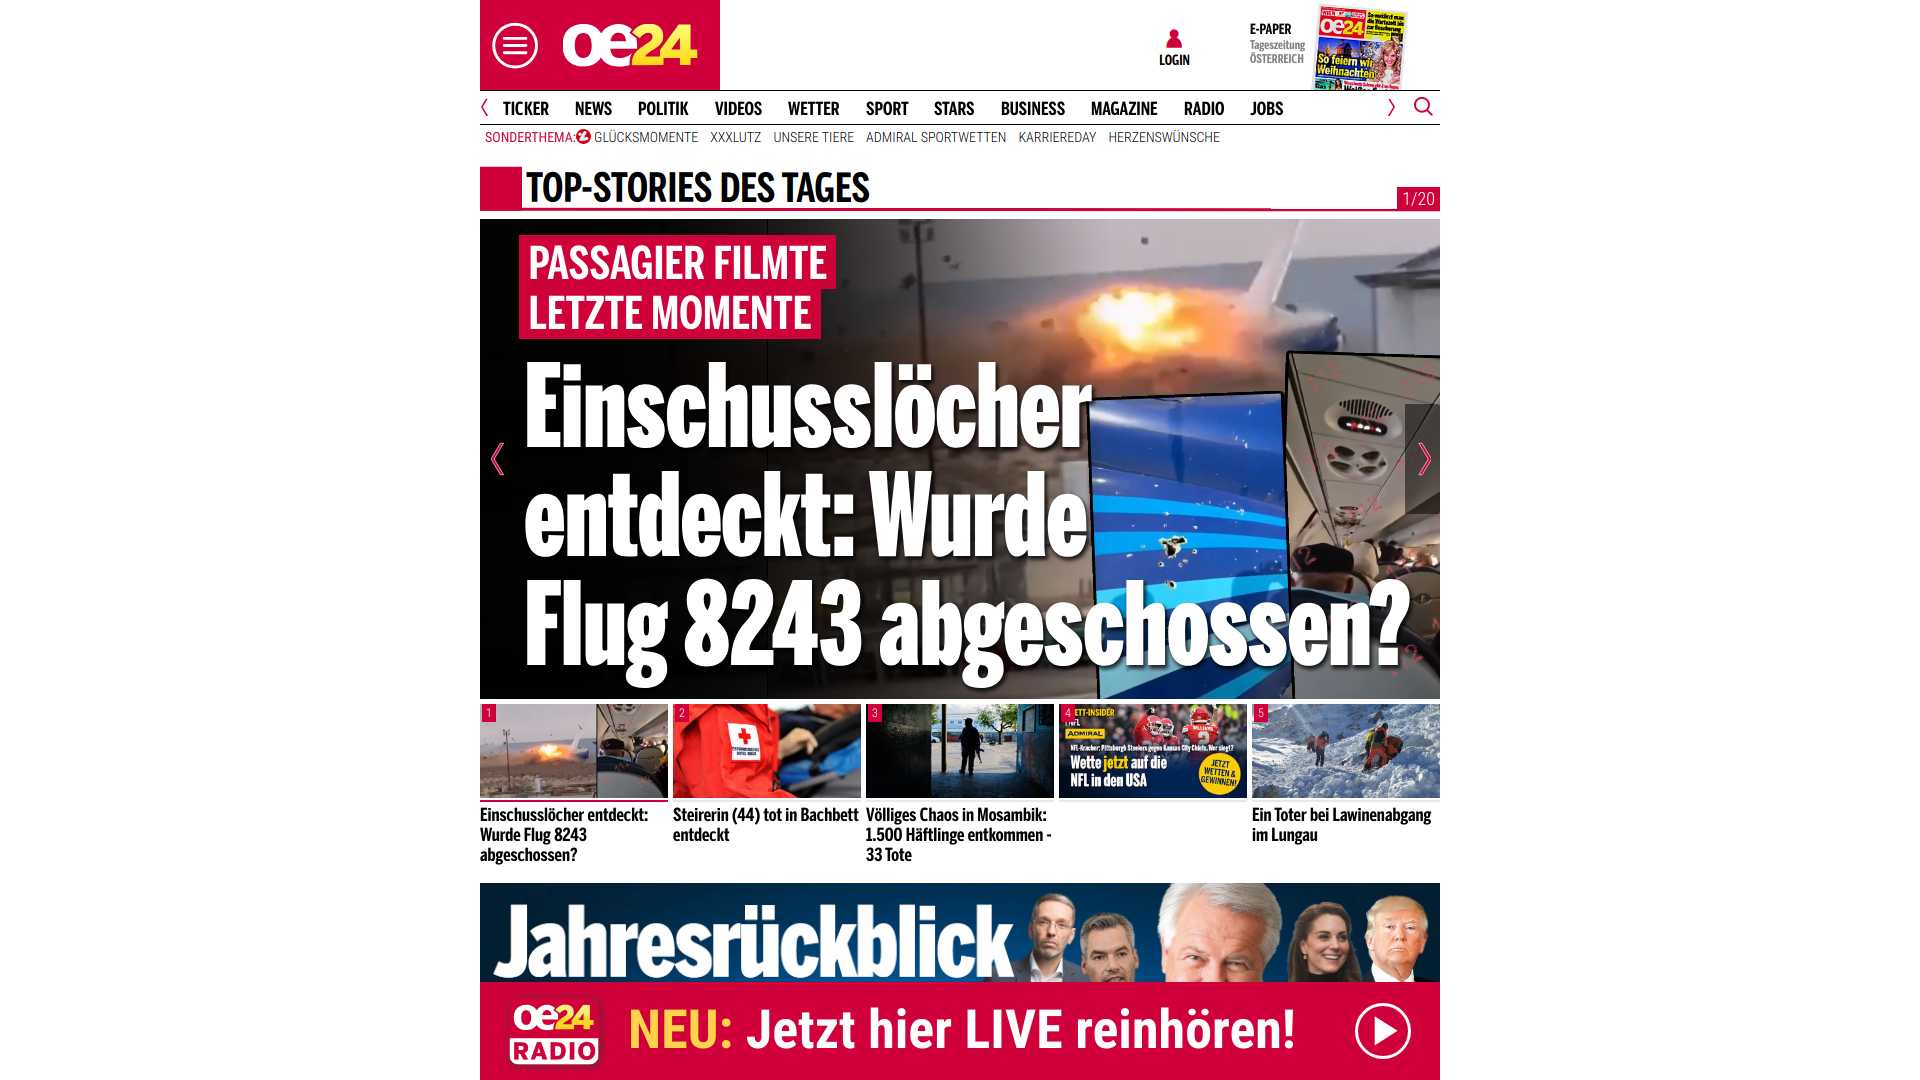 oe24
LOGIN
E-PAPER
Tageszeitung
ÖSTERREICH
oe24
So feiern wir
Weihnachten
TICKER NEWS POLITIK VIDEOS WETTER SPORT STARS BUSINESS MAGAZINE RADIO JOBS
SONDERTHEMA: GLÜCKSMOMENTE XXXLUTZ UNSERE TIERE ADMIRAL SPORTWETTEN KARRIEREDAY HERZENSWÜNSCHE
TOP-STORIES DES TAGES
1/20
PASSAGIER FILMTE
LETZTE MOMENTE
Einschusslöcher
entdeckt: Wurde
Flug 8243 abgeschossen?
1
2
3
4
5
ETT-INSIDER
NFL
ADMIRAL
NFL-Kracher: Pittsburgh Steelers gegen Kansas City Chiefs. Wer siegt?
Wette jetzt auf die
NFL in den USA
JETZT
WETTEN &
GEWINNEN!
Einschusslöcher entdeckt:
Wurde Flug 8243
abgeschossen?
Steirerin (44) tot in Bachbett
entdeckt
Völliges Chaos in Mosambik:
1.500 Häftlinge entkommen -
33 Tote
Ein Toter bei Lawinenabgang
im Lungau
Jahresrückblick
oe24
RADIO
NEU: Jetzt hier LIVE reinhören!